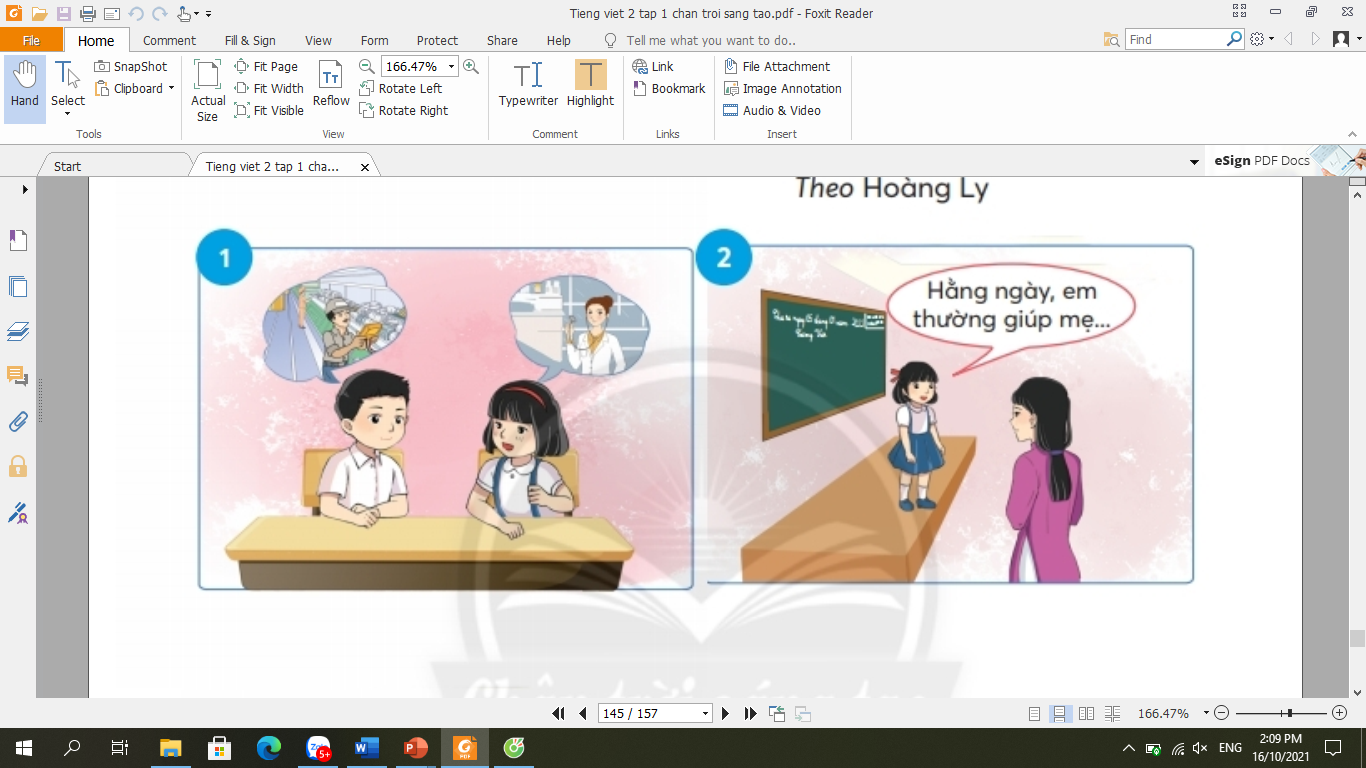 Tieng viet 2 tap 1 chan troi sang tao.pdf - Foxit Reader
File Home Comment Fill & Sign View Form Protect Share Help Tell me what you want to do.. Find
Hand
Select
SnapShot
Clipboard
Tools
Actual Size
Fit Page
Fit Width
Fit Visible
Reflow
166.47%
Rotate Left
Rotate Right
View
Typewriter
Highlight
Comment
Link
Bookmark
Links
File Attachment
Image Annotation
Audio & Video
Insert
Start
Tieng viet 2 tap 1 cha...
eSign PDF Docs
Theo Hoàng Ly
1
2
Hằng ngày, em
thường giúp mẹ...
Chân trời sáng tạo
145 / 157
166.47%
5+
ENG
2:09 PM
16/10/2021